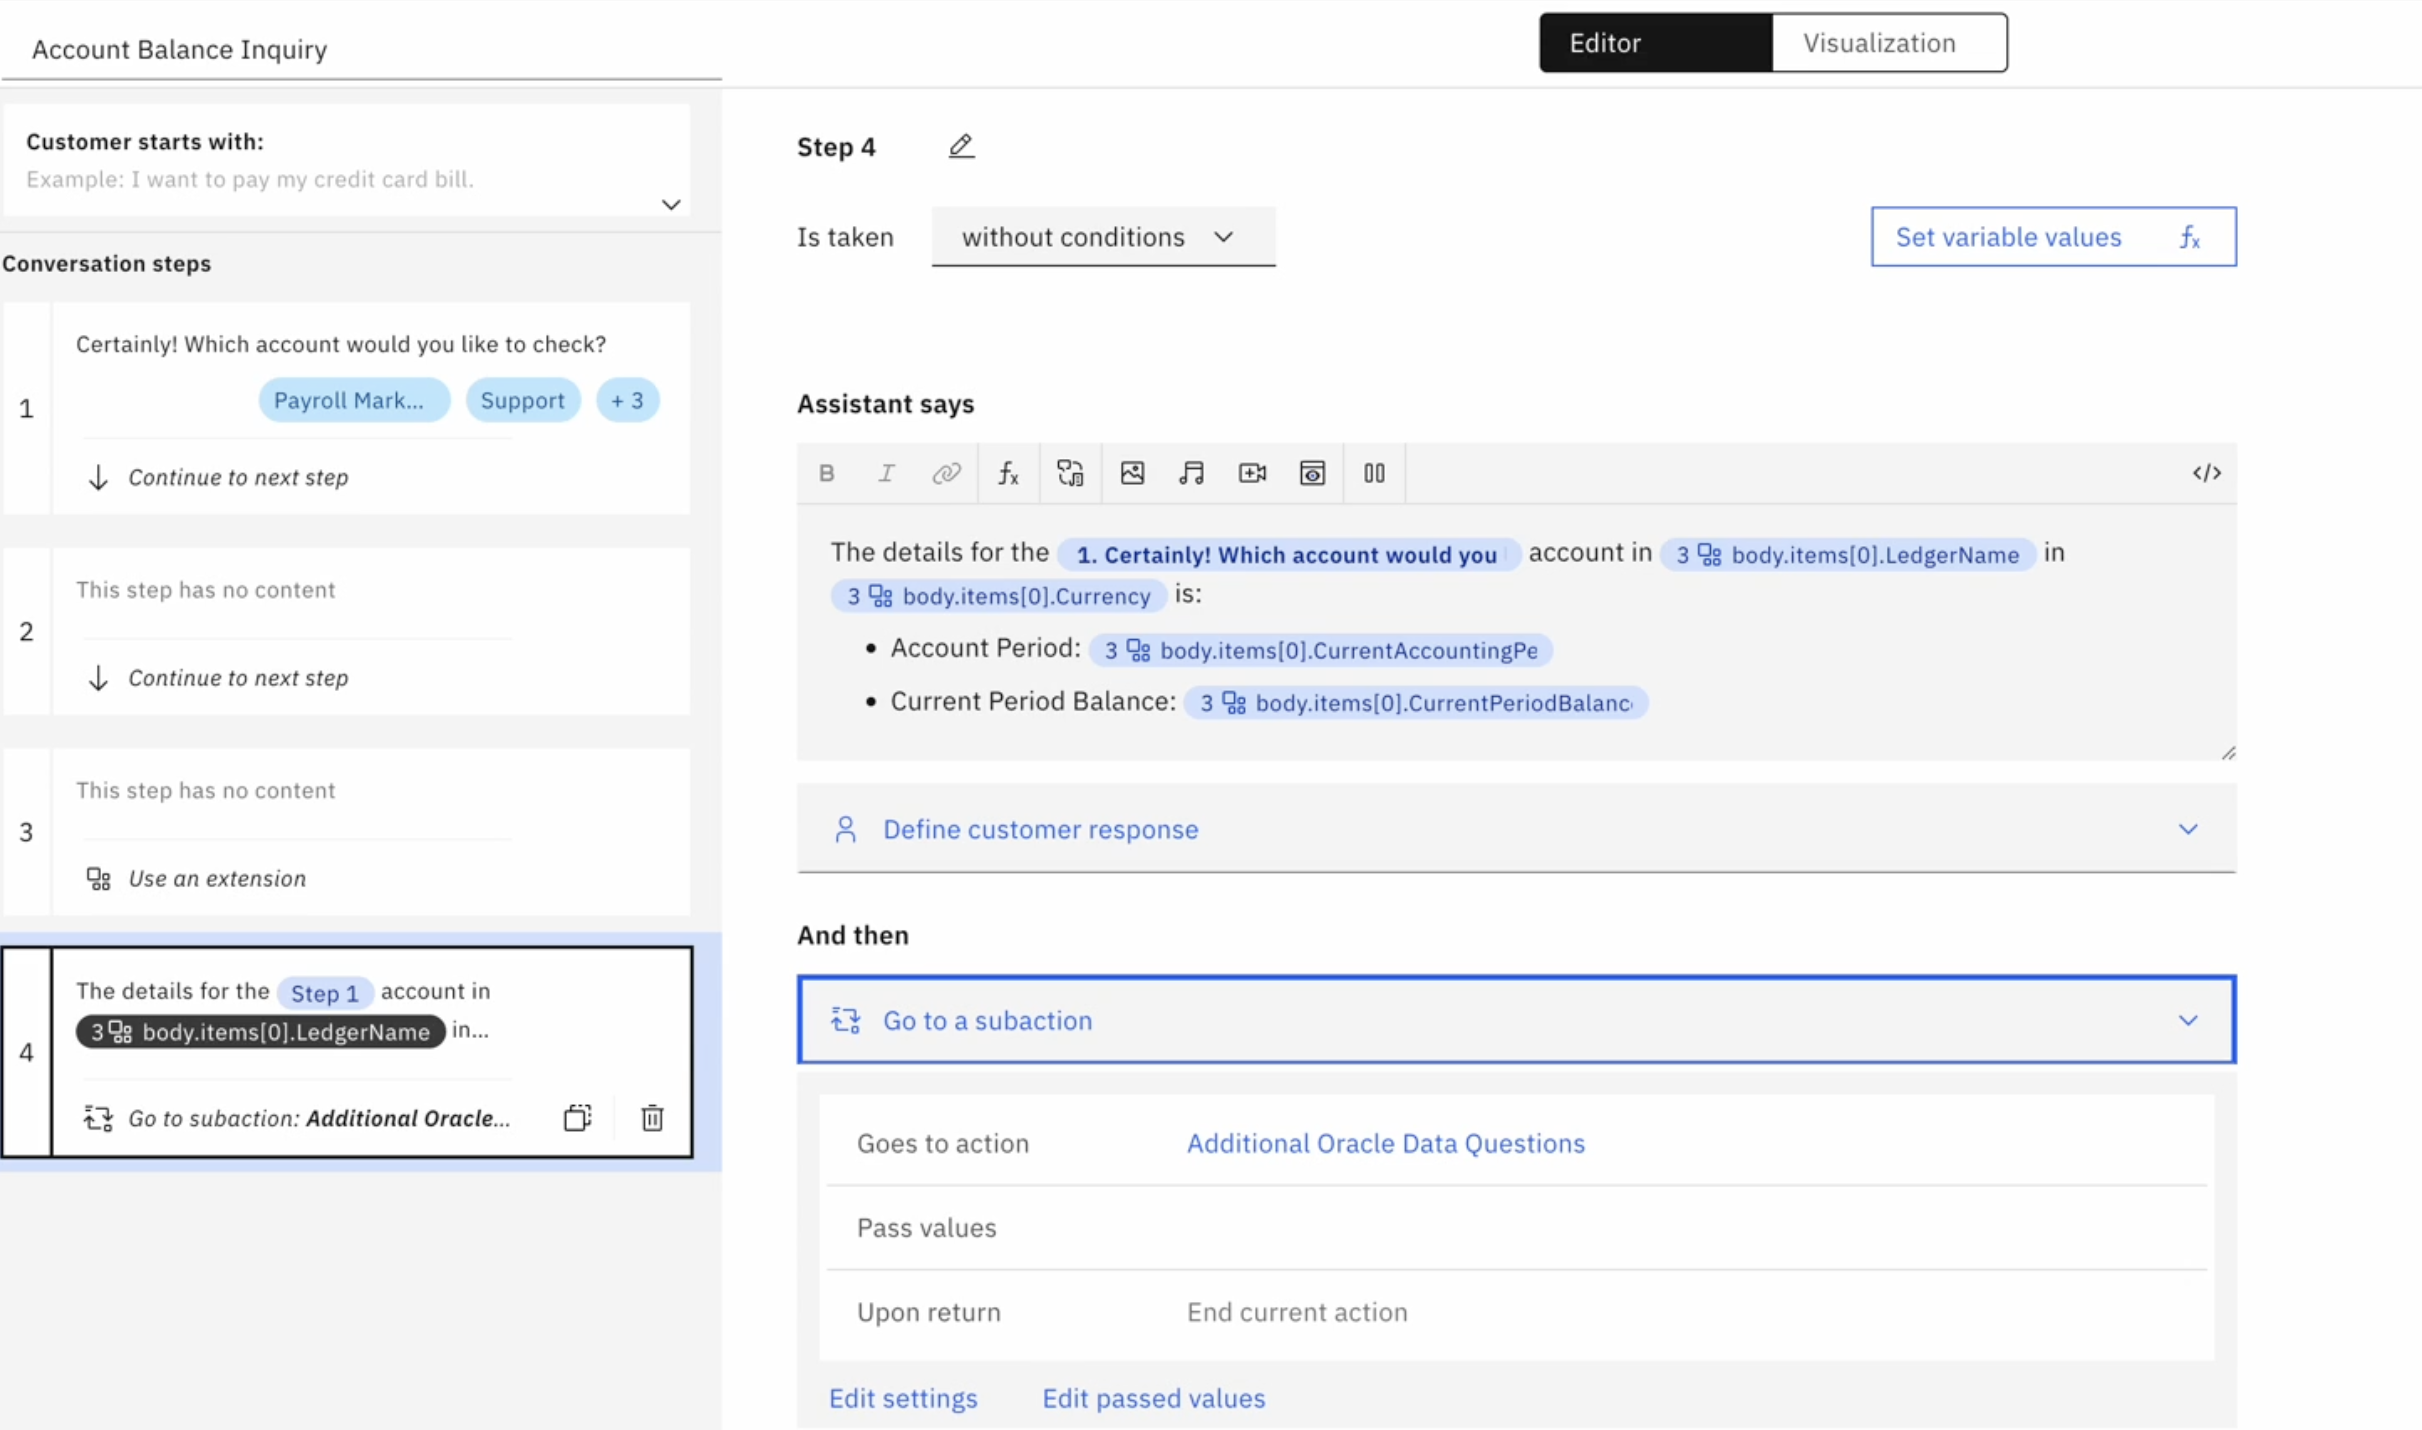 Account Balance Inquiry
Editor
Visualization
Customer starts with:
Example: I want to pay my credit card bill.
Conversation steps
1
Certainly! Which account would you like to check?
Payroll Mark...
Support
+ 3
Continue to next step
2
This step has no content
Continue to next step
3
This step has no content
Use an extension
4
The details for the Step 1 account in
3 body.items[0].LedgerName in...
Go to subaction: Additional Oracle...
Step 4
Is taken
without conditions
Set variable values fx
Assistant says
B I fx </>
The details for the 1. Certainly! Which account would you account in 3 body.items[0].LedgerName in
3 body.items[0].Currency is:
• Account Period: 3 body.items[0].CurrentAccountingPe
• Current Period Balance: 3 body.items[0].CurrentPeriodBalanc
Define customer response
And then
Go to a subaction
Goes to action
Additional Oracle Data Questions
Pass values
Upon return
End current action
Edit settings
Edit passed values